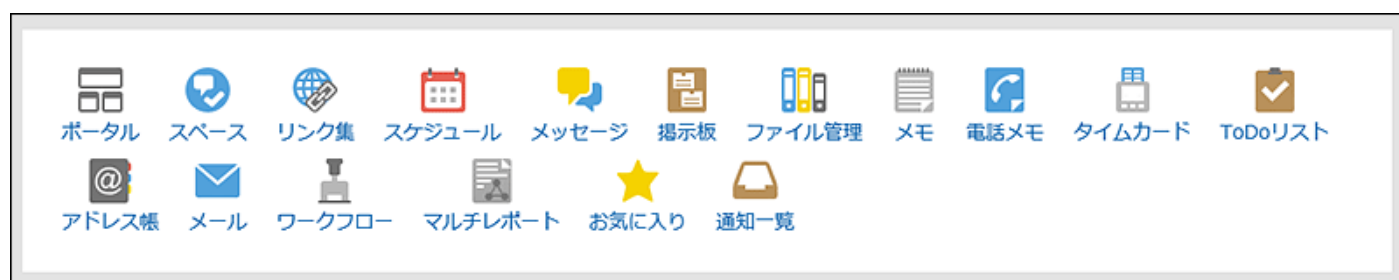 ポータル スペース リンク集 スケジュール メッセージ 掲示板 ファイル管理 メモ 電話メモ タイムカード ToDoリスト
アドレス帳 メール ワークフロー マルチレポート お気に入り 通知一覧